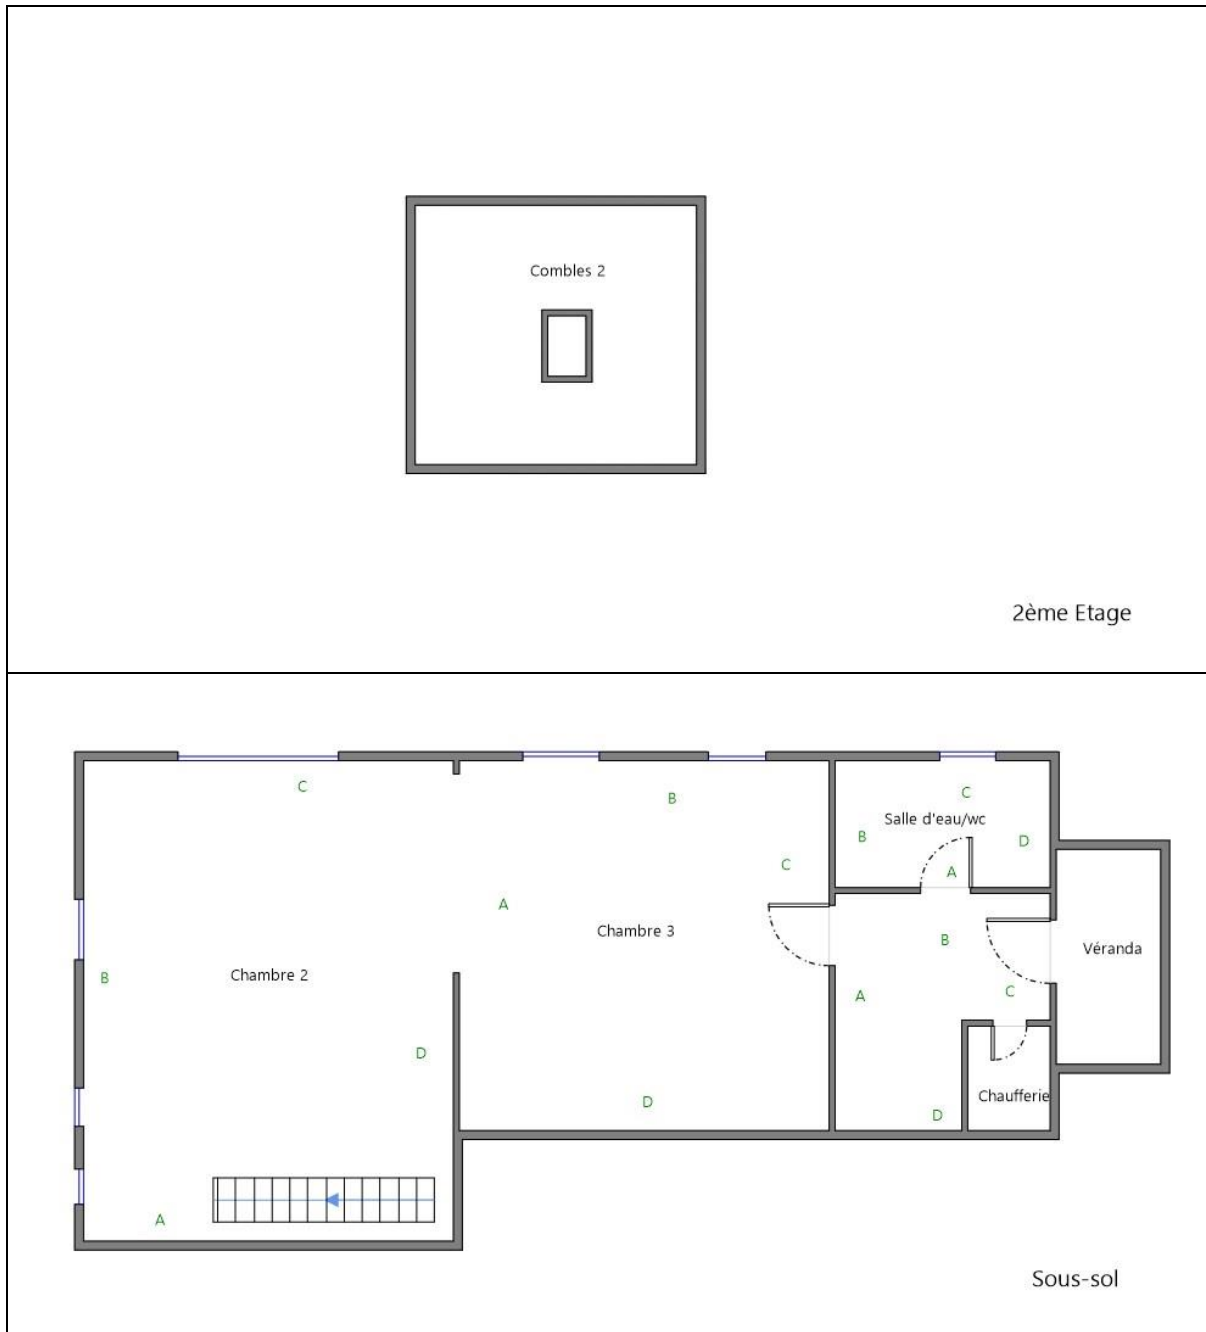 Combles 2
2ème Etage
C
B
C
Salle d'eau/wc
B
D
C
A
A
Chambre 3
B
Véranda
Chambre 2
B
C
A
D
Chaufferie
D
D
A
Sous-sol